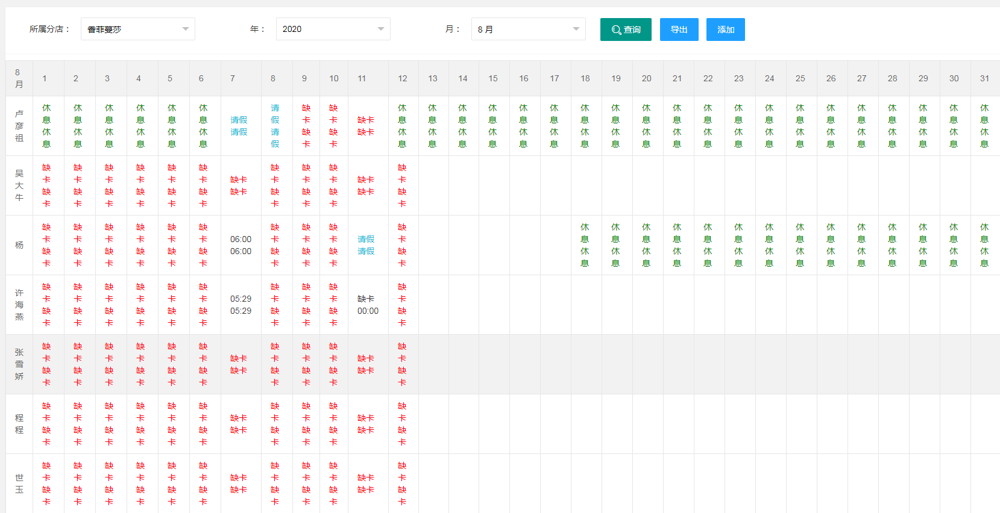 所属分店： 香菲蔓莎 年： 2020 月： 8 月 查询 导出 添加
8月 1 2 3 4 5 6 7 8 9 10 11 12 13 14 15 16 17 18 19 20 21 22 23 24 25 26 27 28 29 30 31
卢彦祖 休息休息 休息休息 休息休息 休息休息 休息休息 休息休息 请假请假 请假请假 缺卡缺卡 缺卡缺卡 缺卡缺卡 休息休息 休息休息 休息休息 休息休息 休息休息 休息休息 休息休息 休息休息 休息休息 休息休息 休息休息 休息休息 休息休息 休息休息 休息休息 休息休息 休息休息 休息休息 休息休息 休息休息
吴大牛 缺卡缺卡 缺卡缺卡 缺卡缺卡 缺卡缺卡 缺卡缺卡 缺卡缺卡 缺卡缺卡 缺卡缺卡 缺卡缺卡 缺卡缺卡 缺卡缺卡 缺卡缺卡
杨 缺卡缺卡 缺卡缺卡 缺卡缺卡 缺卡缺卡 缺卡缺卡 缺卡缺卡 06:00 06:00 缺卡缺卡 缺卡缺卡 缺卡缺卡 请假请假 缺卡缺卡 休息休息 休息休息 休息休息 休息休息 休息休息 休息休息 休息休息 休息休息 休息休息 休息休息 休息休息 休息休息 休息休息 休息休息
许海燕 缺卡缺卡 缺卡缺卡 缺卡缺卡 缺卡缺卡 缺卡缺卡 缺卡缺卡 05:29 05:29 缺卡缺卡 缺卡缺卡 缺卡缺卡 缺卡 00:00 缺卡缺卡
张雪娇 缺卡缺卡 缺卡缺卡 缺卡缺卡 缺卡缺卡 缺卡缺卡 缺卡缺卡 缺卡缺卡 缺卡缺卡 缺卡缺卡 缺卡缺卡 缺卡缺卡 缺卡缺卡
程程 缺卡缺卡 缺卡缺卡 缺卡缺卡 缺卡缺卡 缺卡缺卡 缺卡缺卡 缺卡缺卡 缺卡缺卡 缺卡缺卡 缺卡缺卡 缺卡缺卡 缺卡缺卡
世玉 缺卡缺卡 缺卡缺卡 缺卡缺卡 缺卡缺卡 缺卡缺卡 缺卡缺卡 缺卡缺卡 缺卡缺卡 缺卡缺卡 缺卡缺卡 缺卡缺卡 缺卡缺卡